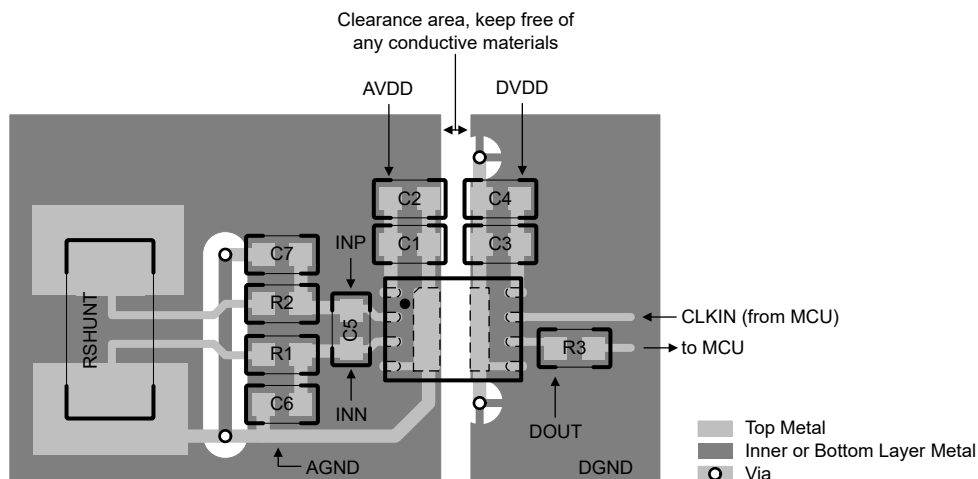 Clearance area, keep free of
any conductive materials
AVDD
DVDD
C2
C4
C1
C3
INP
C7
R2
C5
R1
C6
RSHUNT
INN
CLKIN (from MCU)
R3
to MCU
DOUT
AGND
DGND
Top Metal
Inner or Bottom Layer Metal
Via